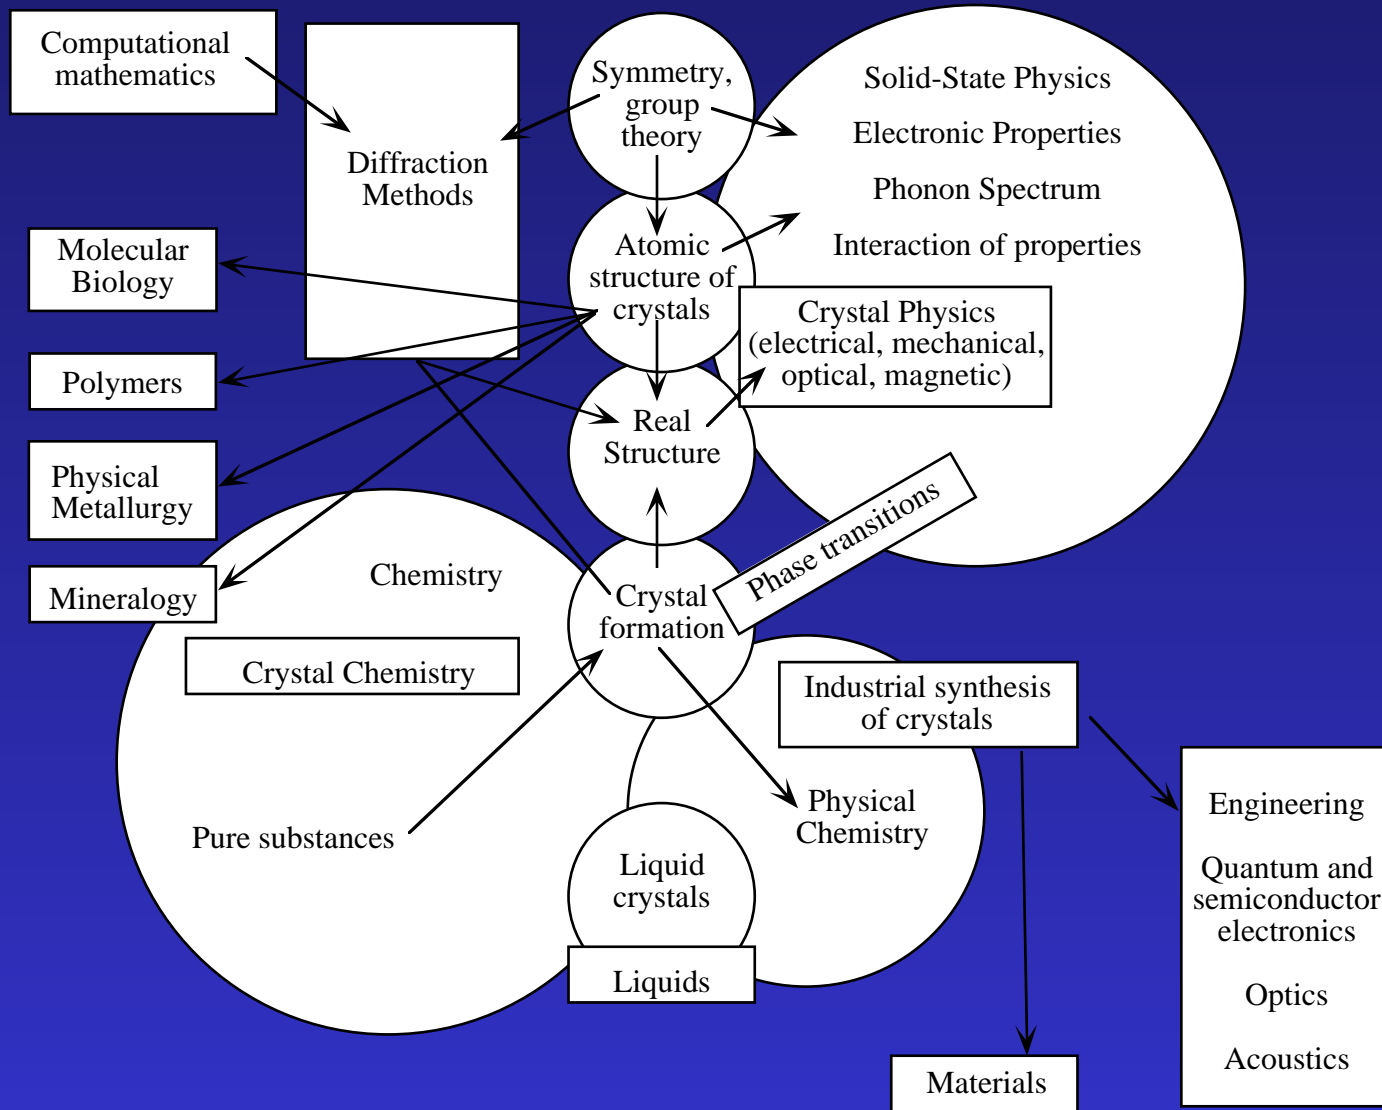 Computational
mathematics
Diffraction
Methods
Symmetry,
group
theory
Solid-State Physics
Electronic Properties
Phonon Spectrum
Interaction of properties
Molecular
Biology
Atomic
structure of
crystals
Crystal Physics
(electrical, mechanical,
optical, magnetic)
Polymers
Real
Structure
Physical
Metallurgy
Phase transitions
Mineralogy
Chemistry
Crystal
formation
Crystal Chemistry
Industrial synthesis
of crystals
Pure substances
Physical
Chemistry
Liquid
crystals
Liquids
Engineering
Quantum and
semiconductor
electronics
Optics
Acoustics
Materials